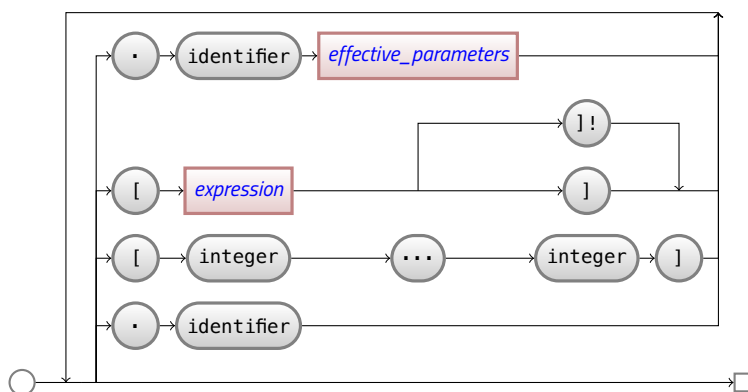 . identifier effective_parameters
]!
[ expression ]
[ integer ... integer ]
. identifier